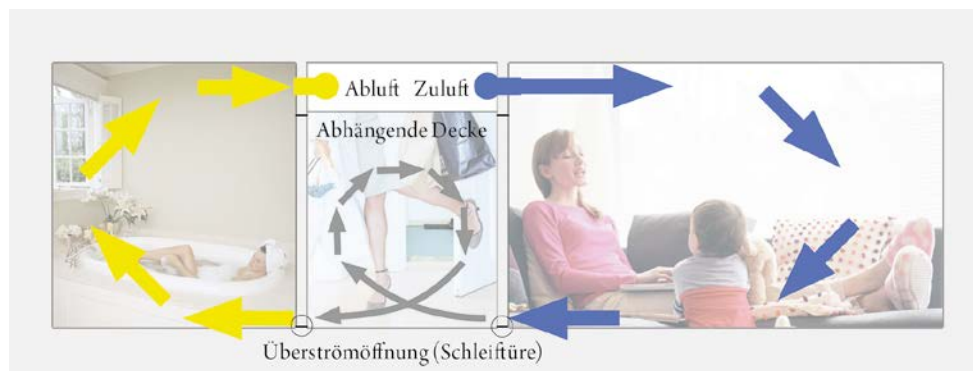 Abluft Zuluft
Abhängende Decke
Überströmöffnung (Schleiftüre)